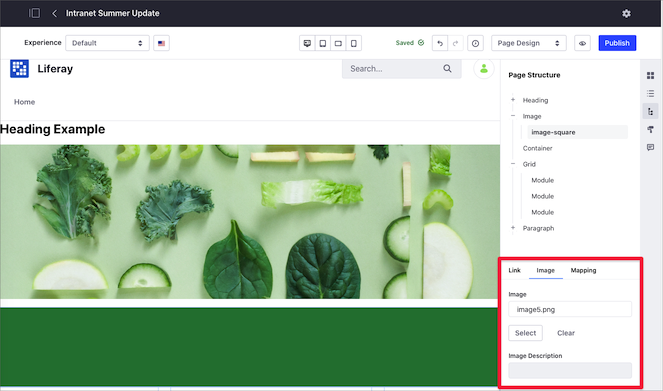 Intranet Summer Update
Experience
Default
Saved
Page Design
Publish
Liferay
Search...
Home
Heading Example
Page Structure
Heading
Image
image-square
Container
Grid
Module
Module
Module
Paragraph
Link Image Mapping
Image
image5.png
Select Clear
Image Description